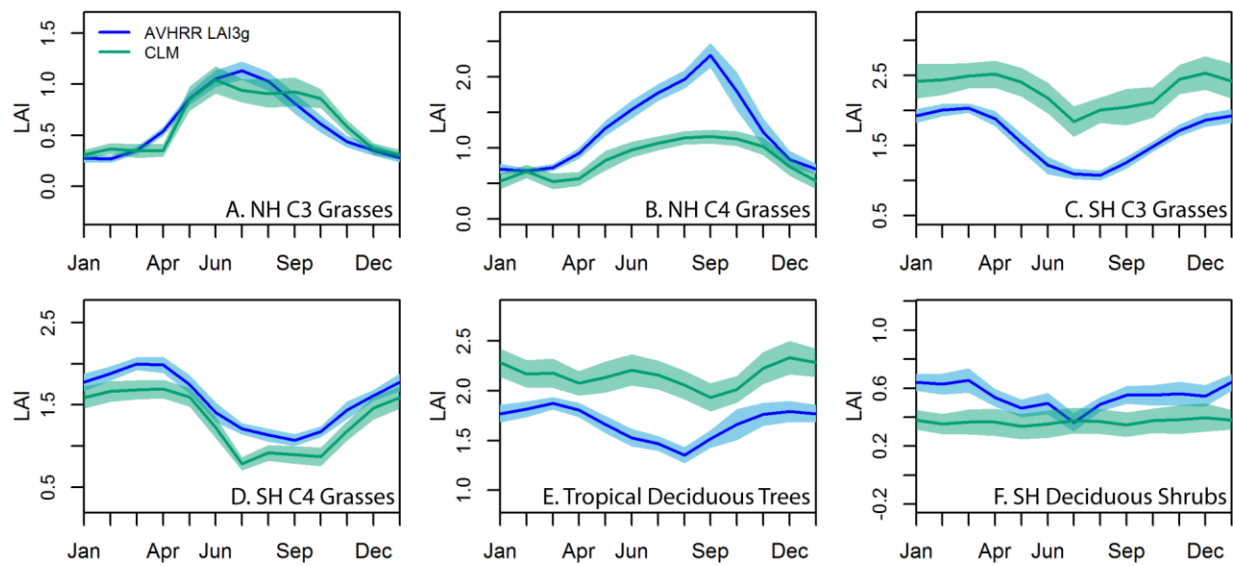 AVHRR LAI3g
CLM
LAI
1.5
1.0
0.5
0.0
A. NH C3 Grasses
Jan Apr Jun Sep Dec
LAI
2.0
1.0
0.0
B. NH C4 Grasses
Jan Apr Jun Sep Dec
LAI
2.5
1.5
0.5
C. SH C3 Grasses
Jan Apr Jun Sep Dec
LAI
2.5
1.5
0.5
D. SH C4 Grasses
Jan Apr Jun Sep Dec
LAI
2.5
2.0
1.5
1.0
E. Tropical Deciduous Trees
Jan Apr Jun Sep Dec
LAI
1.0
0.6
0.2
-0.2
F. SH Deciduous Shrubs
Jan Apr Jun Sep Dec